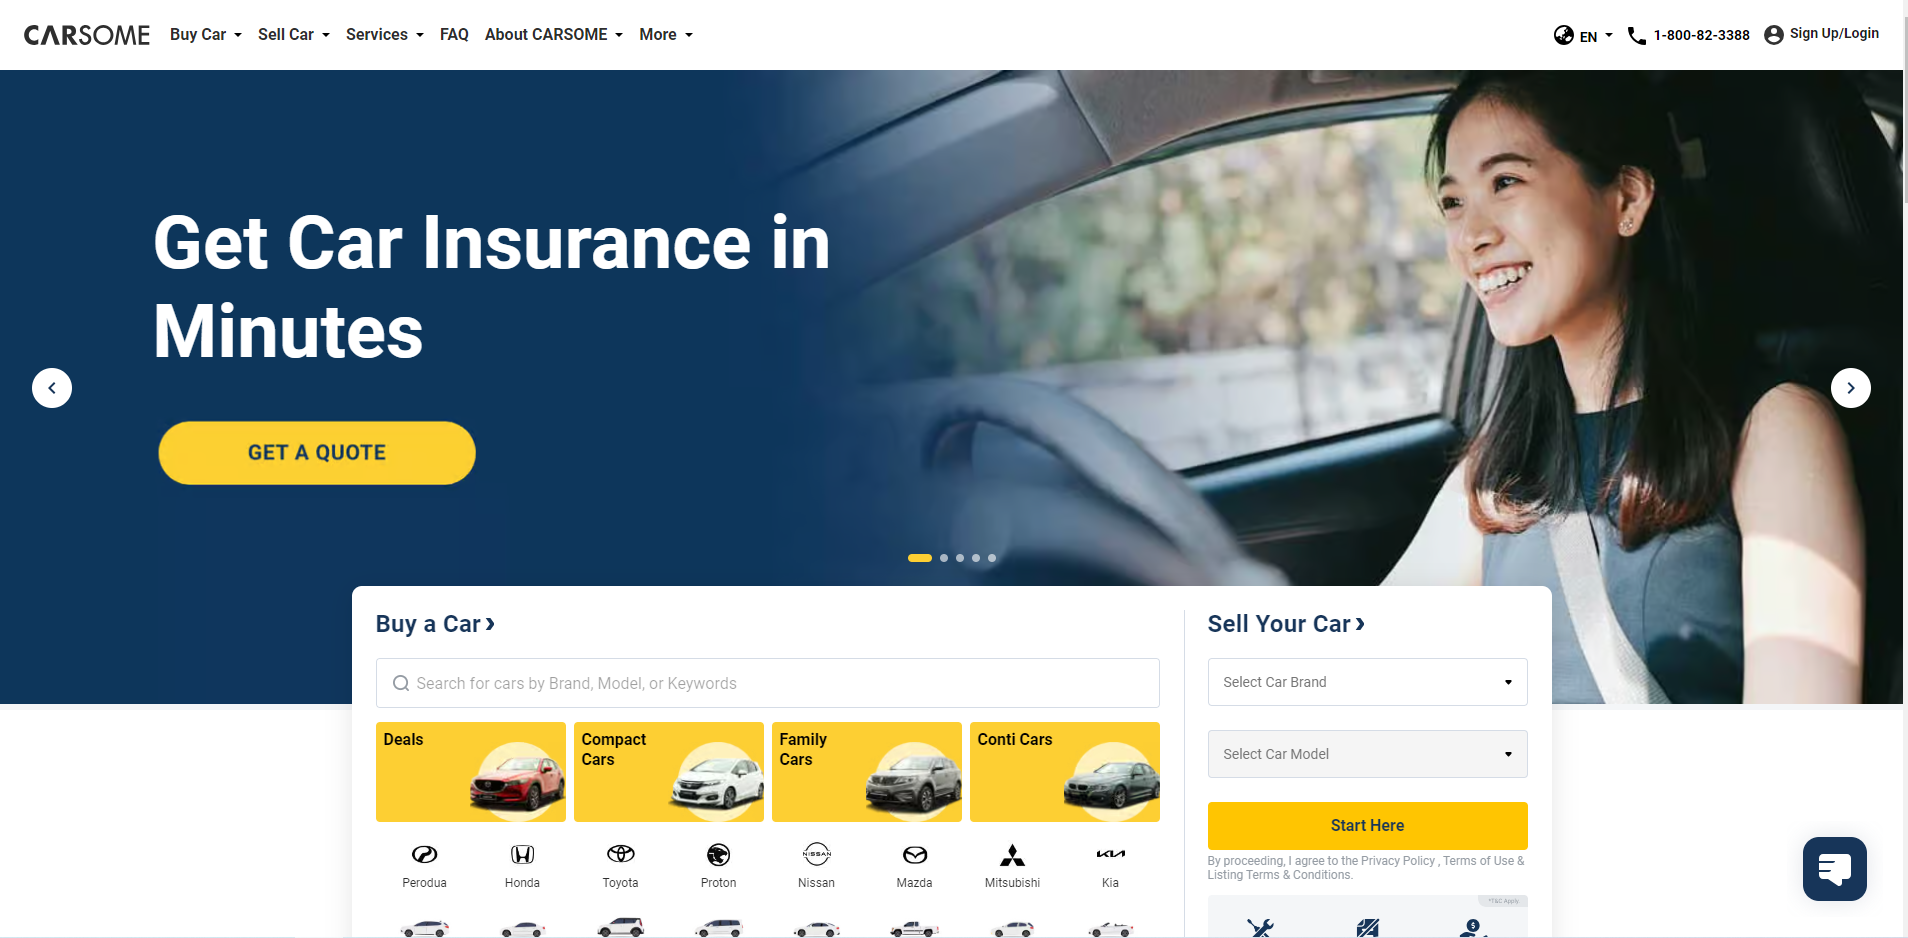 CARSOME
Buy Car
Sell Car
Services
FAQ
About CARSOME
More
EN
1-800-82-3388
Sign Up/Login
Get Car Insurance in
Minutes
GET A QUOTE
Buy a Car
Search for cars by Brand, Model, or Keywords
Deals
Compact
Cars
Family
Cars
Conti Cars
Perodua
Honda
Toyota
Proton
NISSAN
Nissan
Mazda
Mitsubishi
KIA
Kia
Sell Your Car
Select Car Brand
Select Car Model
Start Here
By proceeding, I agree to the Privacy Policy , Terms of Use &
Listing Terms & Conditions.
*T&C Apply.